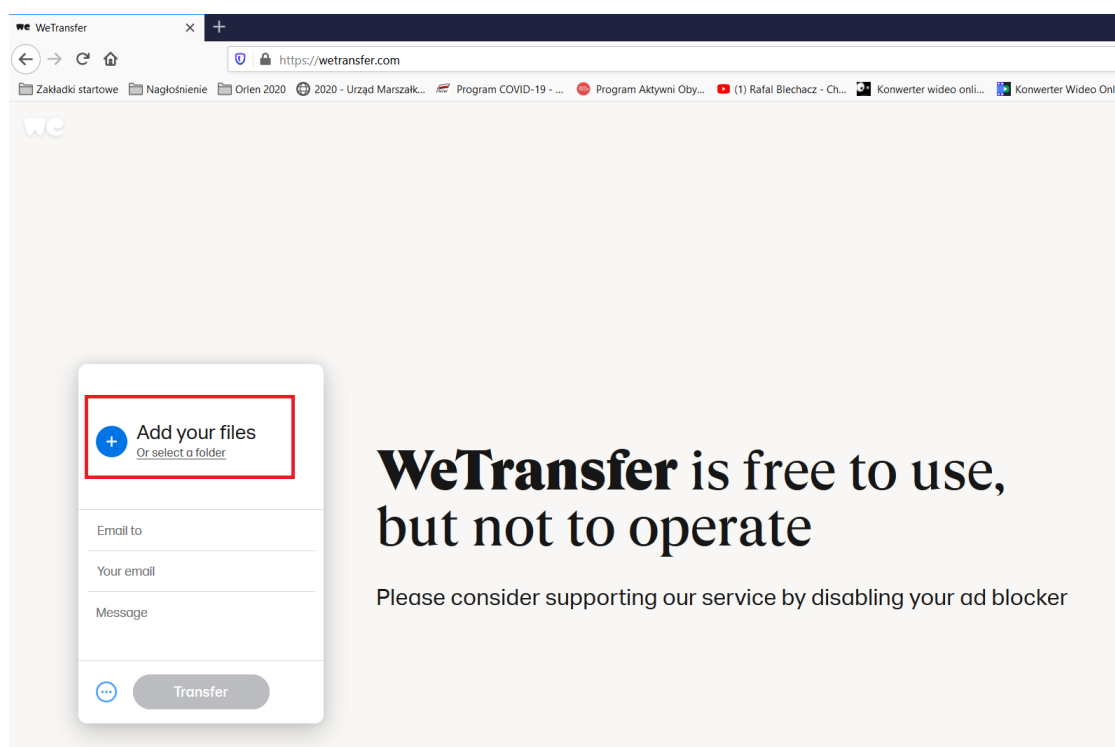 we WeTransfer
https://wetransfer.com
Zakładki startowe Nagłośnienie Orlen 2020 2020 - Urząd Marszałk... Program COVID-19 - ... Program Aktywni Oby... (1) Rafal Blechacz - Ch... Konwerter wideo onli... Konwerter Wideo Onl
we
Add your files
Or select a folder
WeTransfer is free to use,
but not to operate
Email to
Your email
Please consider supporting our service by disabling your ad blocker
Message
Transfer